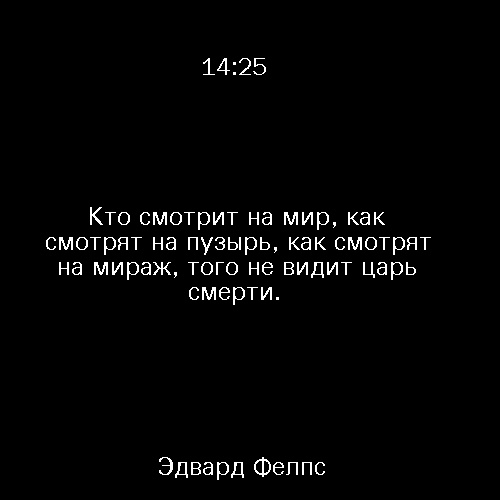 14:25
Кто смотрит на мир, как
смотрят на пузырь, как смотрят
на мираж, того не видит царь
смерти.
Эдвард Фелпс